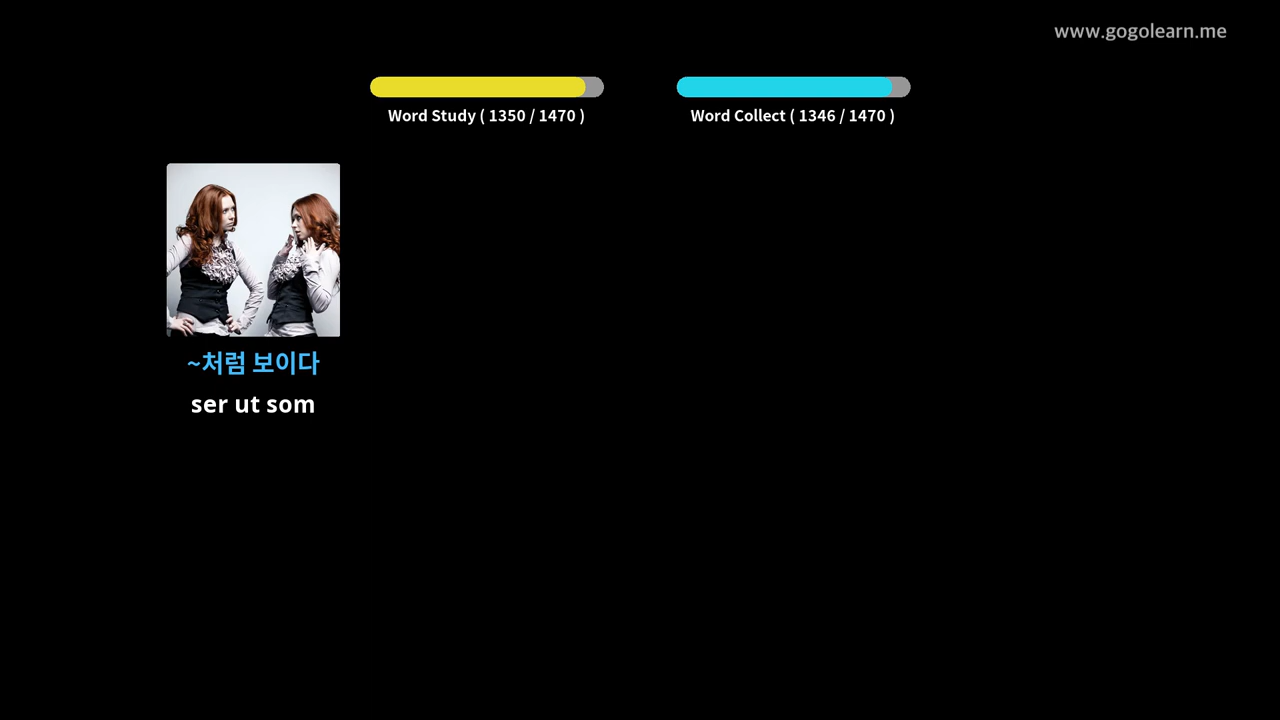 www.gogolearn.me
Word Study ( 1350 / 1470 )
Word Collect ( 1346 / 1470 )
~처럼 보이다
ser ut som